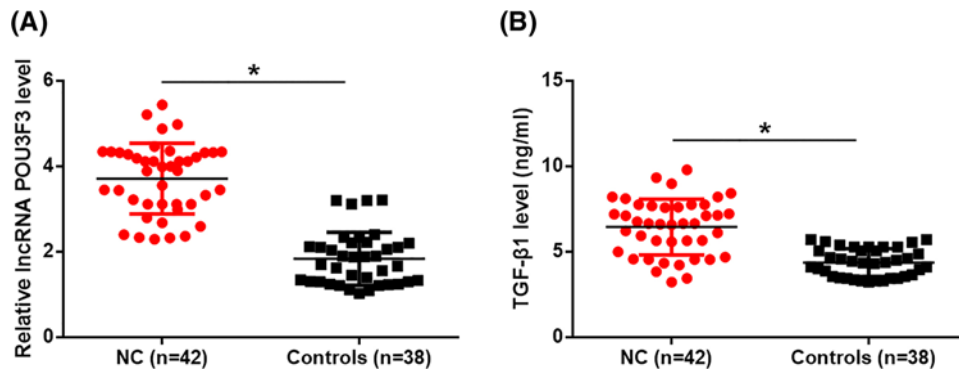 (A)
Relative lncRNA POU3F3 level
6
4
2
0
*
NC (n=42)
Controls (n=38)
(B)
TGF-β1 level (ng/ml)
15
10
5
0
*
NC (n=42)
Controls (n=38)